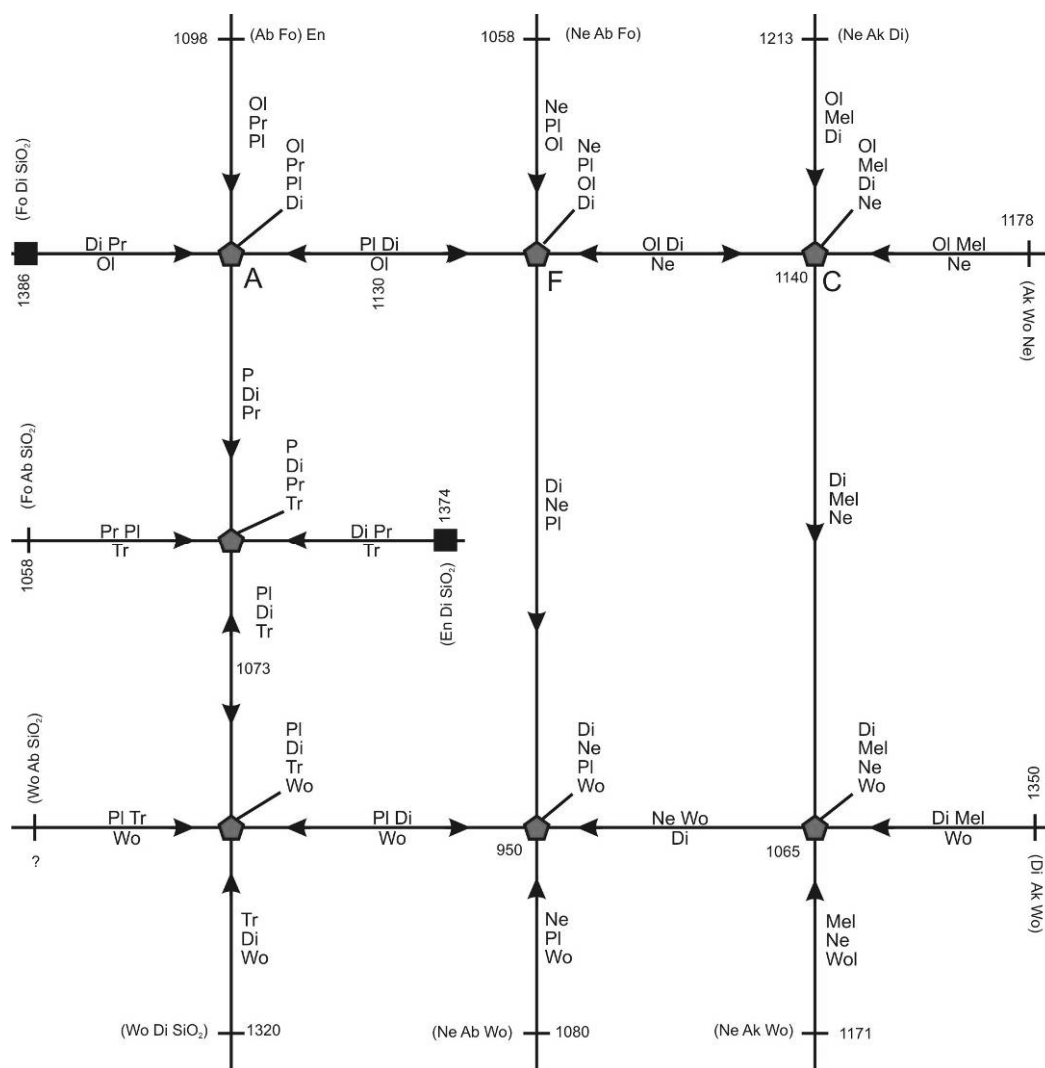 1098
(Ab Fo) En
1058
(Ne Ab Fo)
1213
(Ne Ak Di)
Ol
Pr
Pl
Ne
Pl
Ol
Ol
Mel
Di
(Fo Di SiO₂)
Ol
Pr
Pl
Di
Ne
Pl
Ol
Di
Ol
Mel
Di
Ne
1178
Di Pr
Ol
Pl Di
Ol
Ol Di
Ne
Ol Mel
Ne
1386
A
1130
F
1140
C
(Ak Wo Ne)
P
Di
Pr
(Fo Ab SiO₂)
P
Di
Pr
Tr
1374
Di
Ne
Pl
Di
Mel
Ne
Pr Pl
Tr
Di Pr
Tr
1058
(En Di SiO₂)
Pl
Di
Tr
1073
(Wo Ab SiO₂)
Pl
Di
Tr
Wo
Di
Ne
Pl
Wo
Di
Mel
Ne
Wo
1350
Pl Tr
Wo
Pl Di
Wo
Ne Wo
Di
Di Mel
Wo
?
950
1065
(Di Ak Wo)
Tr
Di
Wo
Ne
Pl
Wo
Mel
Ne
Wol
(Wo Di SiO₂)
1320
(Ne Ab Wo)
1080
(Ne Ak Wo)
1171